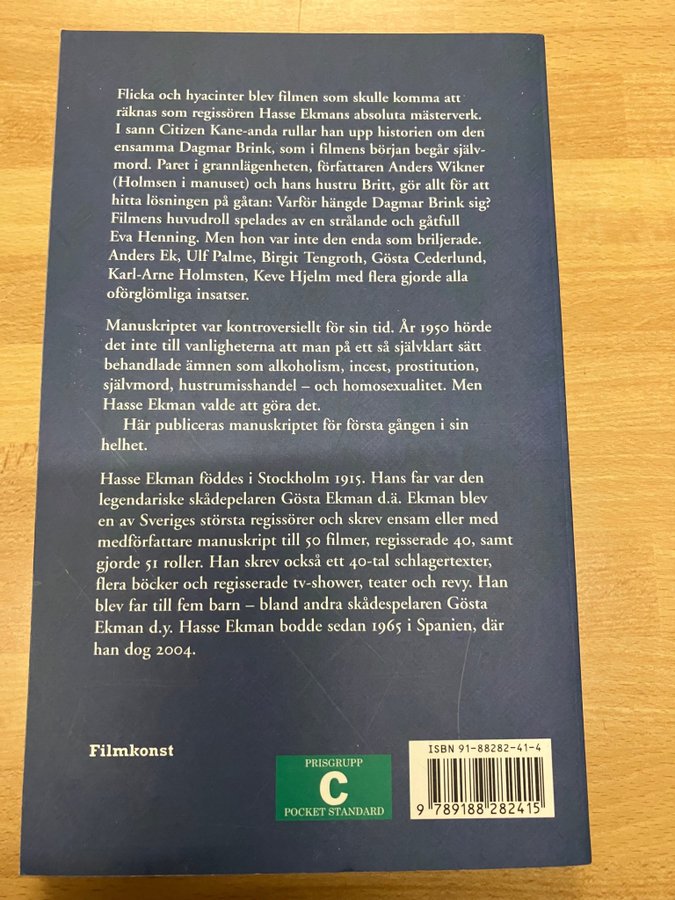 Flicka och hyacinter blev filmen som skulle komma att
räknas som regissören Hasse Ekmans absoluta mästerverk.
I sann Citizen Kane-anda rullar han upp historien om den
ensamma Dagmar Brink, som i filmens början begår själv-
mord. Paret i grannlägenheten, författaren Anders Wikner
(Holmsen i manuset) och hans hustru Britt, gör allt för att
hitta lösningen på gåtan: Varför hängde Dagmar Brink sig?
Filmens huvudroll spelades av en strålande och gåtfull
Eva Henning. Men hon var inte den enda som briljerade.
Anders Ek, Ulf Palme, Birgit Tengroth, Gösta Cederlund,
Karl-Arne Holmsten, Keve Hjelm med flera gjorde alla
oförglömliga insatser.
Manuskriptet var kontroversiellt för sin tid. År 1950 hörde
det inte till vanligheterna att man på ett så självklart sätt
behandlade ämnen som alkoholism, incest, prostitution,
självmord, hustrumisshandel – och homosexualitet. Men
Hasse Ekman valde att göra det.
Här publiceras manuskriptet för första gången i sin
helhet.
Hasse Ekman föddes i Stockholm 1915. Hans far var den
legendariske skådepelaren Gösta Ekman d.ä. Ekman blev
en av Sveriges största regissörer och skrev ensam eller med
medförfattare manuskript till 50 filmer, regisserade 40, samt
gjorde 51 roller. Han skrev också ett 40-tal schlagertexter,
flera böcker och regisserade tv-shower, teater och revy. Han
blev far till fem barn – bland andra skådespelaren Gösta
Ekman d.y. Hasse Ekman bodde sedan 1965 i Spanien, där
han dog 2004.
Filmkonst
PRISGRUPP
C
POCKET STANDARD
ISBN 91-88282-41-4
9 789188 282415